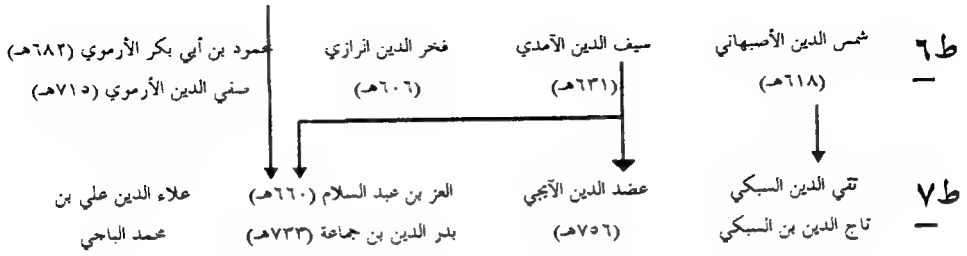 ط٦ شمس الدين الأصبهاني سيف الدين الآمدي فخر الدين الرازي محمود بن أبي بكر الأرموي (٦٨٢هـ)
(٦١٨هـ) (٦٣١هـ) (٦٠٦هـ) صفي الدين الأرموي (٧١٥هـ)
ط٧ تقي الدين السبكي عضد الدين الآيجي العز بن عبد السلام (٦٦٠هـ) علاء الدين علي بن
تاج الدين بن السبكي (٧٥٦هـ) بدر الدين بن جماعة (٧٣٣هـ) محمد الباجي